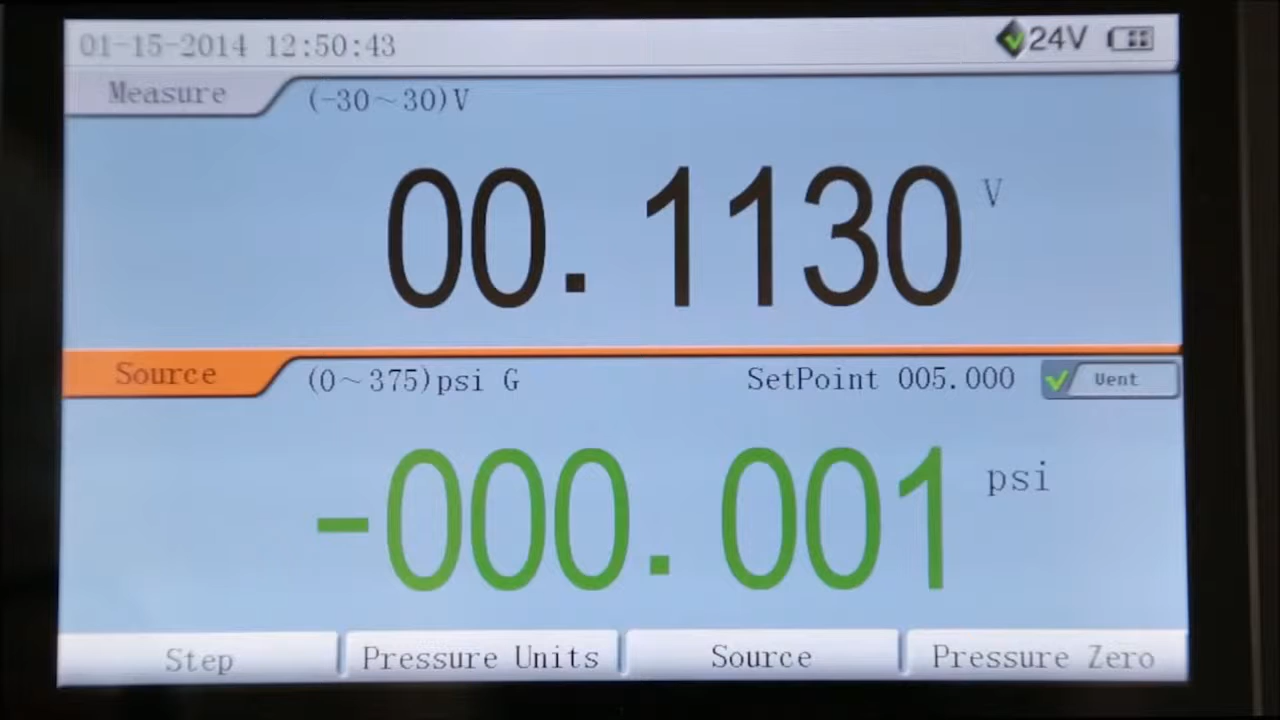 01-15-2014 12:50:43 24V
Measure (-30~30)V
00.1130 V
Source (0~375)psi G SetPoint 005.000 Vent
-000.001 psi
Step Pressure Units Source Pressure Zero